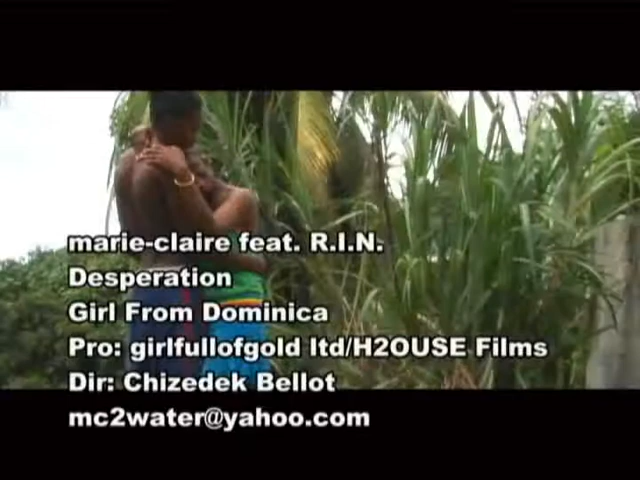 marie-claire feat. R.I.N.
Desperation
Girl From Dominica
Pro: girlfullofgold ltd/H2OUSE Films
Dir: Chizedek Bellot
mc2water@yahoo.com